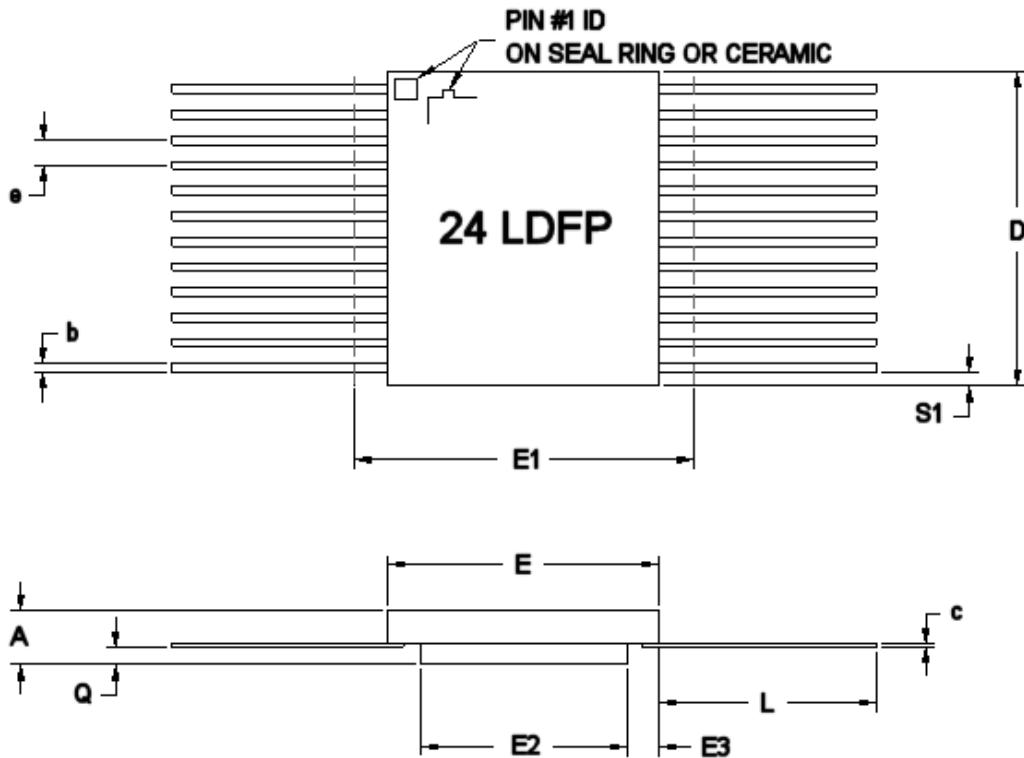 PIN #1 ID
ON SEAL RING OR CERAMIC
e
24 LDFP
D
b
S1
E1
E
c
A
Q
L
E2
E3